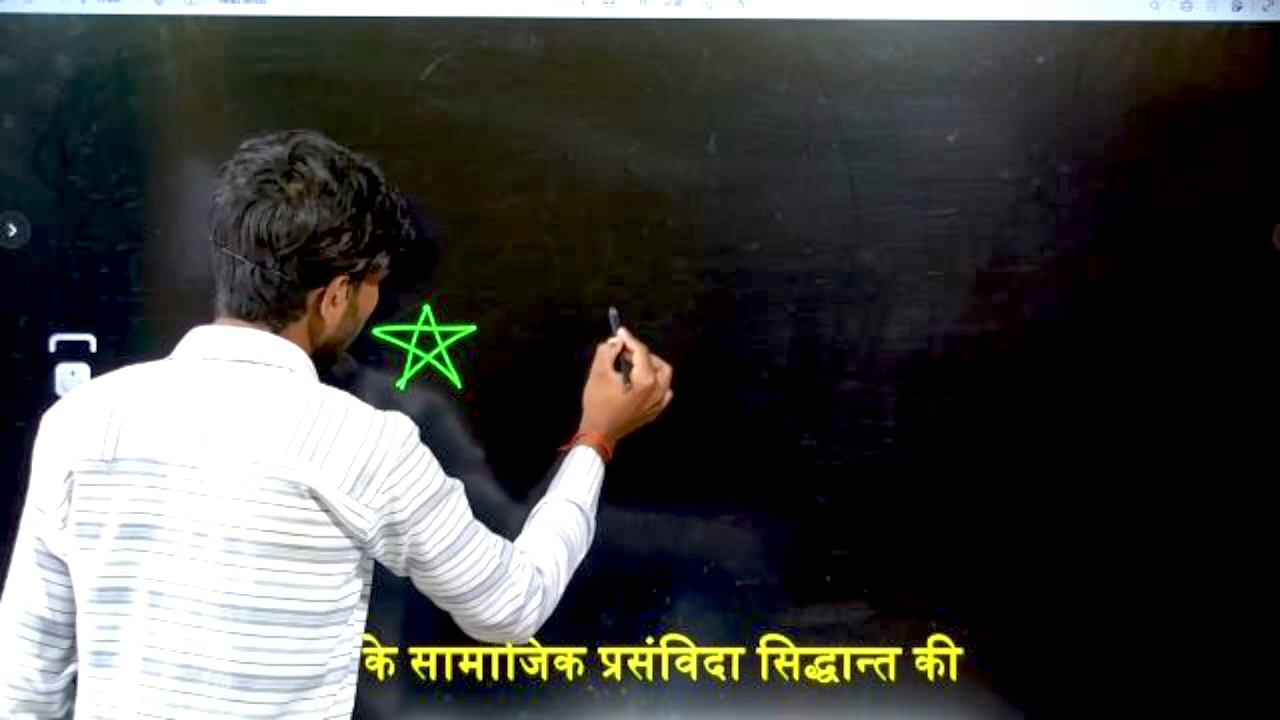 के सामाजिक प्रसंविदा सिद्धान्त की